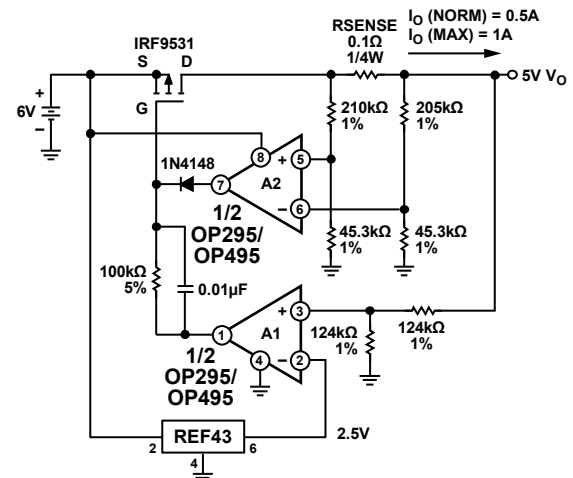 RSENSE
0.1Ω
1/4W
IO (NORM) = 0.5A
IO (MAX) = 1A
IRF9531
S D
G
+
6V
–
5V VO
210kΩ
1%
205kΩ
1%
1N4148
8
+ 5
7
A2
– 6
1/2
OP295/
OP495
45.3kΩ
1%
45.3kΩ
1%
100kΩ
5%
0.01µF
+ 3
1
A1
4
– 2
124kΩ
1%
124kΩ
1%
1/2
OP295/
OP495
REF43
2
6
4
2.5V